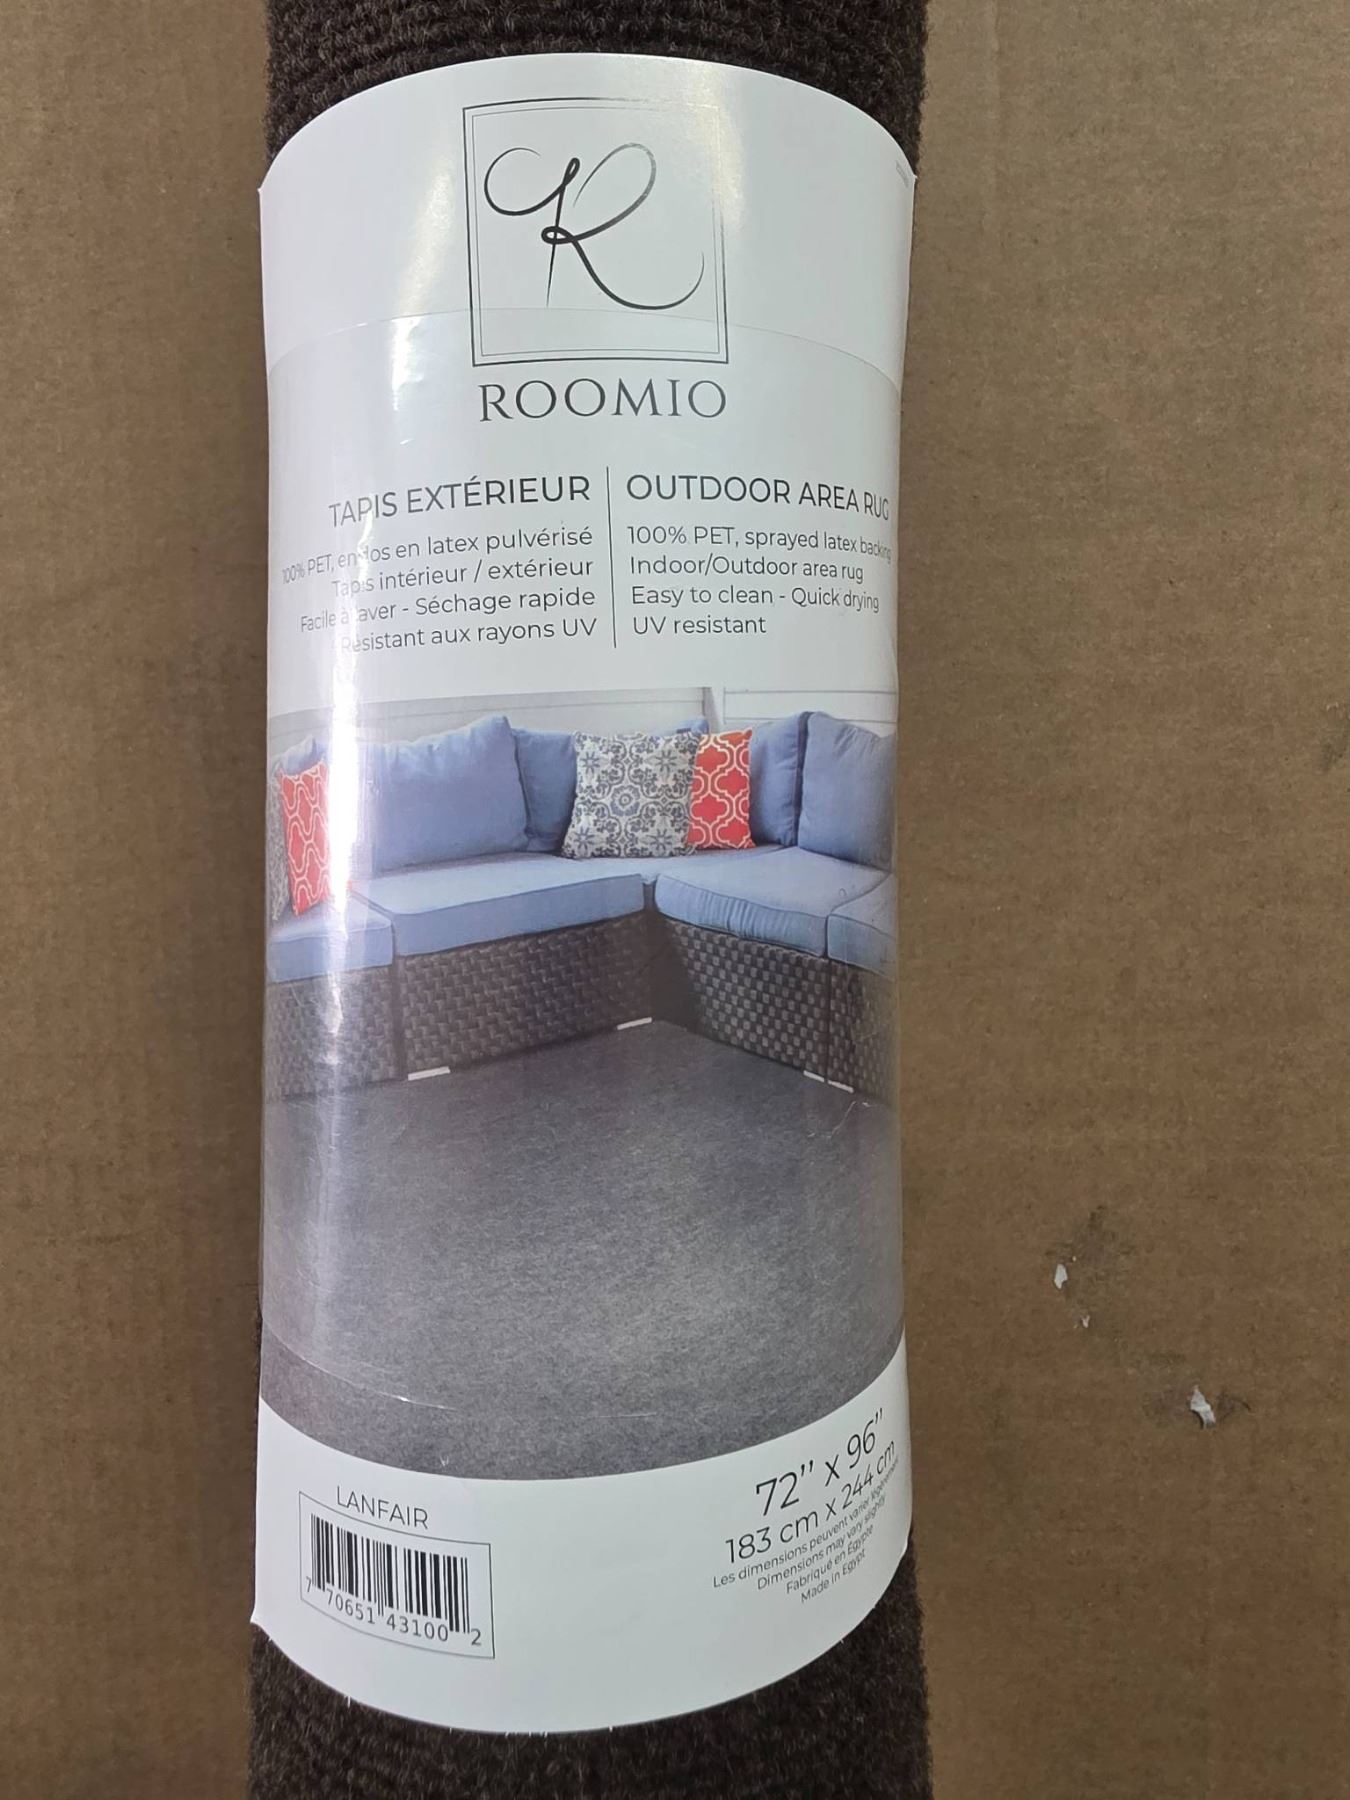 R
ROOMIO
TAPIS EXTÉRIEUR
100% PET, endos en latex pulvérisé
Tapis intérieur / extérieur
Facile à laver - Séchage rapide
Résistant aux rayons UV
OUTDOOR AREA RUG
100% PET, sprayed latex backing
Indoor/Outdoor area rug
Easy to clean - Quick drying
UV resistant
LANFAIR
7 70651 43100 2
72" x 96"
183 cm x 244 cm
Les dimensions peuvent varier légèrement
Dimensions may vary slightly
Fabriqué en Égypte
Made in Egypt